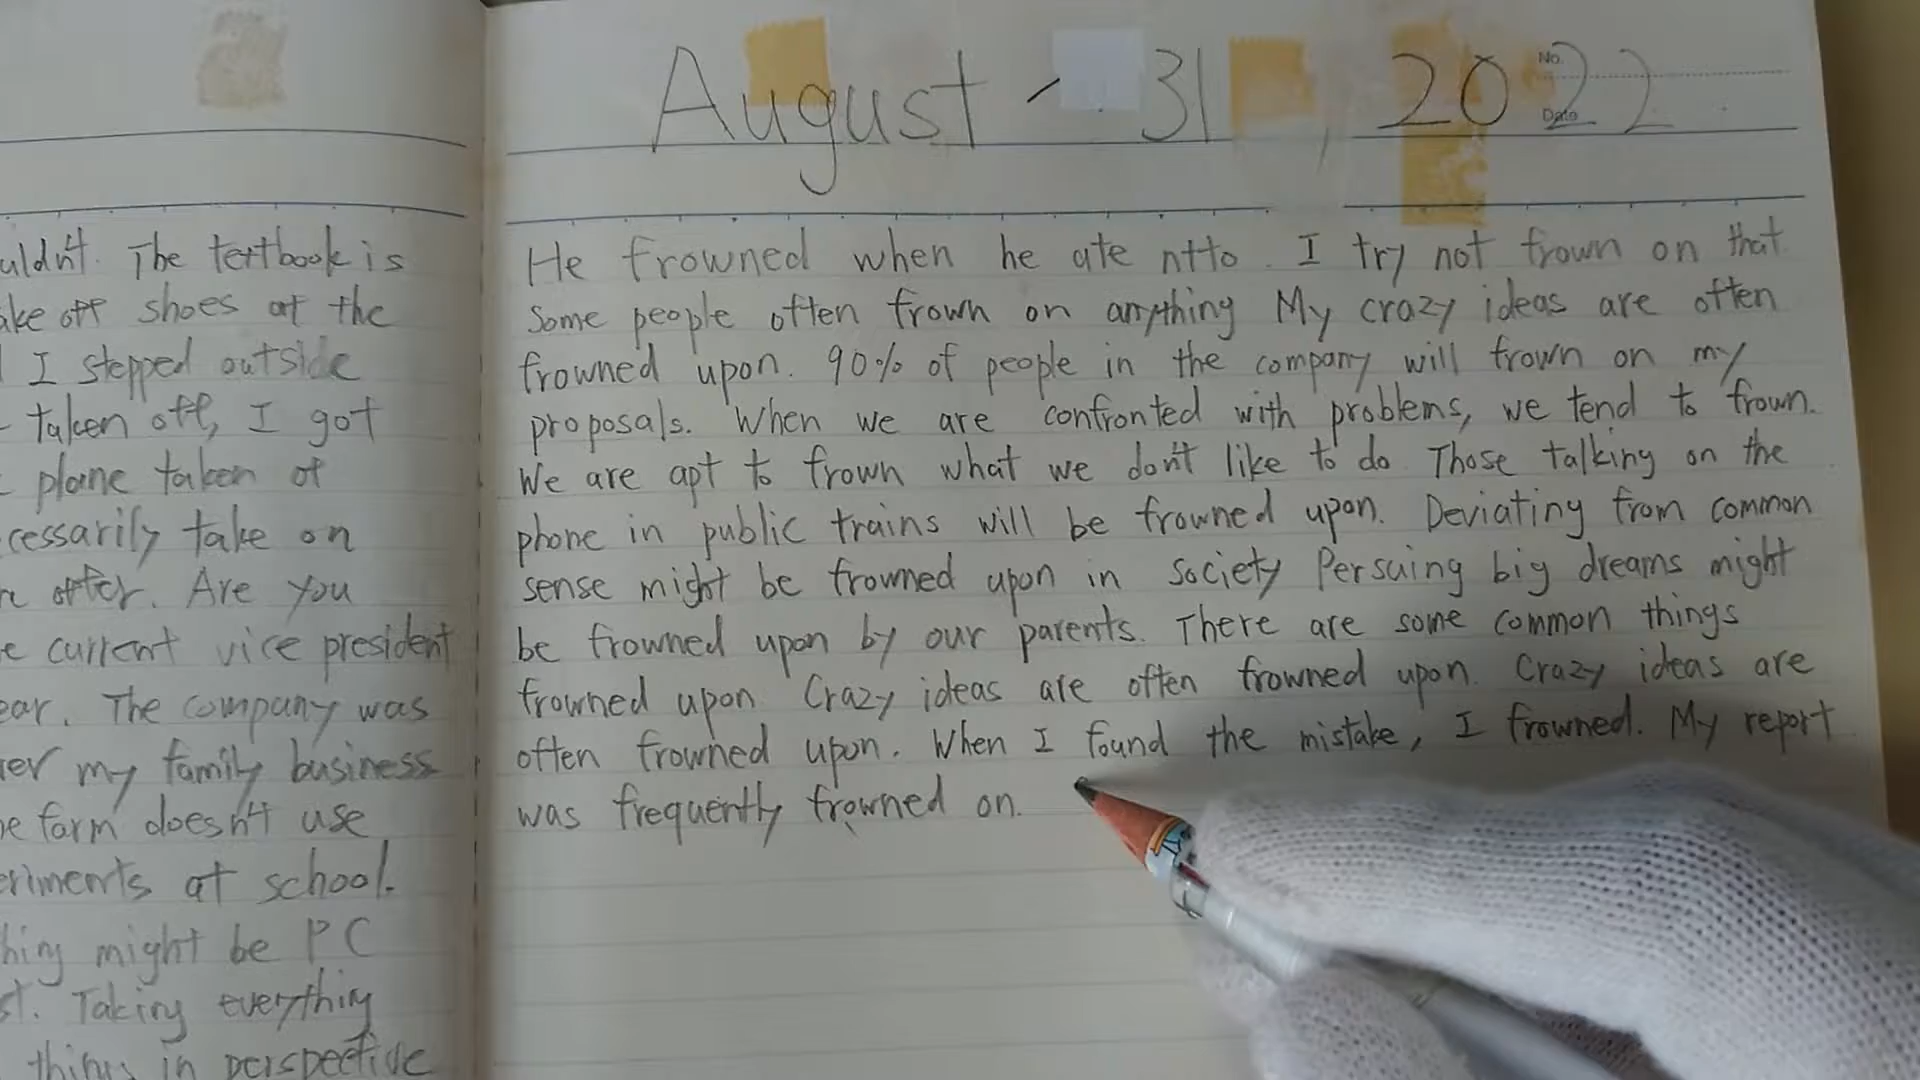 uldn't. The textbook is
ake off shoes at the
I stepped outside
taken off, I got
plane taken of
cessarily take on
offer. Are you
e current vice president
ear. The company was
er my family business
e farm doesn't use
eriments at school.
hing might be PC
st. Taking everything
things in perspective
August - 31, 2022
No.
Date
He frowned when he ate ntto. I try not frown on that
Some people often frown on anything My crazy ideas are often
frowned upon. 90% of people in the company will frown on my
proposals. When we are confronted with problems, we tend to frown.
We are apt to frown what we don't like to do. Those talking on the
phone in public trains will be frowned upon. Deviating from common
sense might be frowned upon in society Persuing big dreams might
be frowned upon by our parents. There are some common things
frowned upon. Crazy ideas are often frowned upon. Crazy ideas are
often frowned upon. When I found the mistake, I frowned. My report
was frequently frowned on.